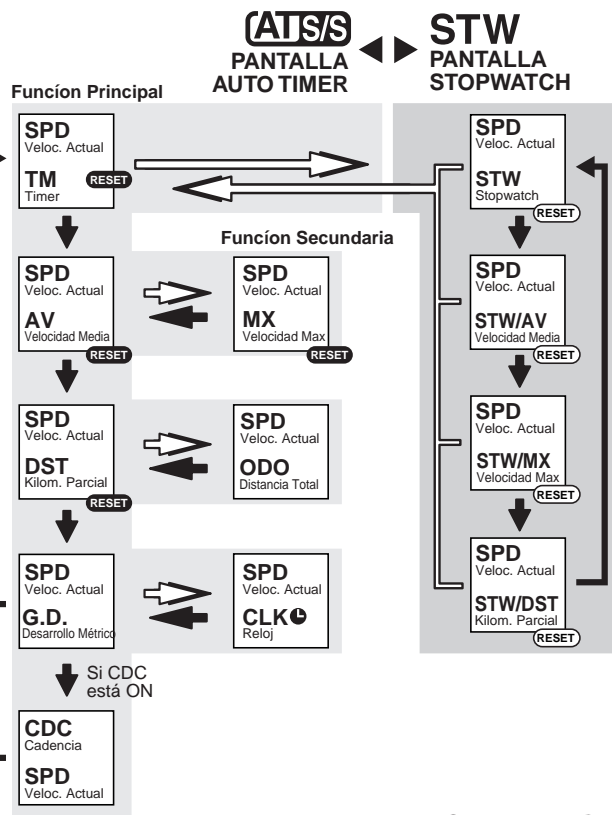 ATS/S
PANTALLA
AUTO TIMER
STW
PANTALLA
STOPWATCH
Funcíon Principal
SPD
Veloc. Actual
TM
Timer
RESET
SPD
Veloc. Actual
STW
Stopwatch
RESET
Funcíon Secundaria
SPD
Veloc. Actual
AV
Velocidad Media
RESET
SPD
Veloc. Actual
MX
Velocidad Max
RESET
SPD
Veloc. Actual
STW/AV
Velocidad Media
RESET
SPD
Veloc. Actual
DST
Kilom. Parcial
RESET
SPD
Veloc. Actual
ODO
Distancia Total
SPD
Veloc. Actual
STW/MX
Velocidad Max
RESET
SPD
Veloc. Actual
G.D.
Desarrollo Métrico
SPD
Veloc. Actual
CLK
Reloj
SPD
Veloc. Actual
STW/DST
Kilom. Parcial
RESET
Si CDC
está ON
CDC
Cadencia
SPD
Veloc. Actual